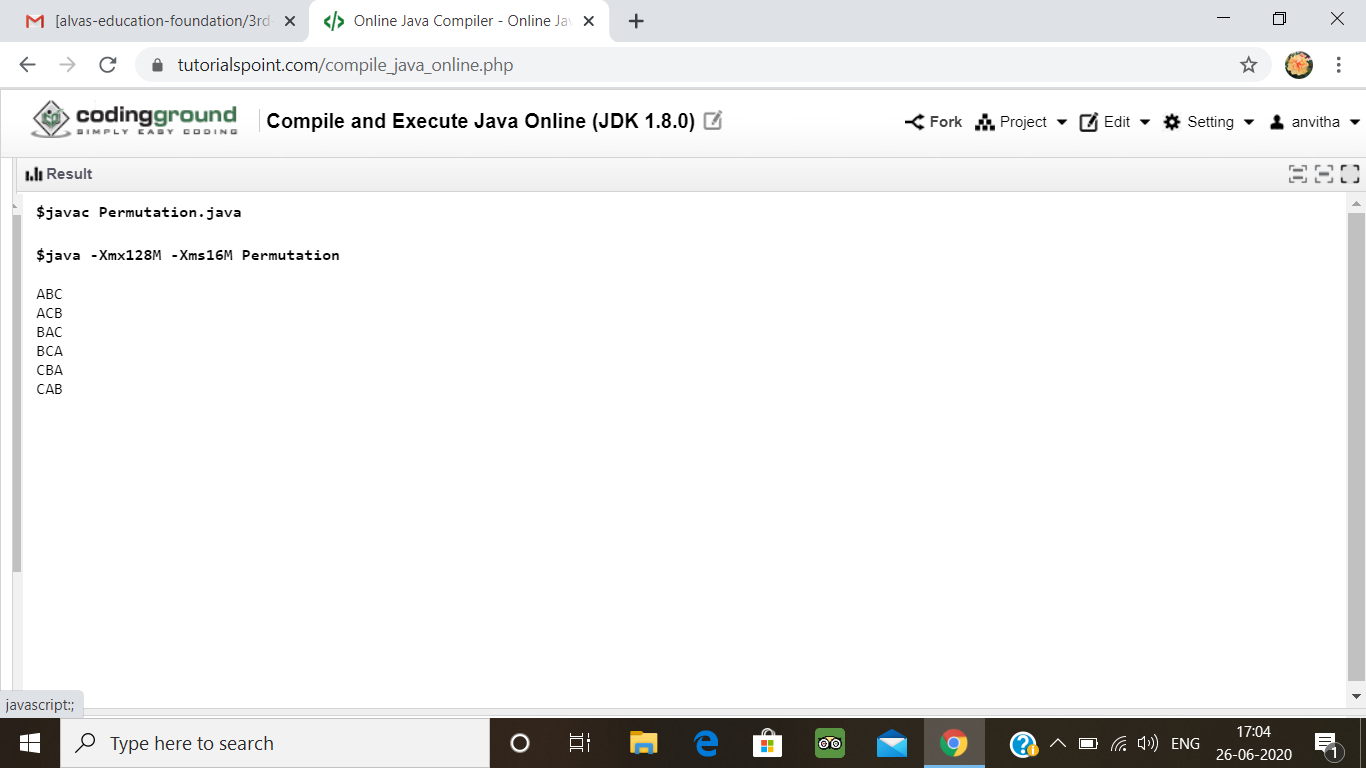 [alvas-education-foundation/3rd-
Online Java Compiler - Online Jav
tutorialspoint.com/compile_java_online.php
codingground
SIMPLY EASY CODING
Compile and Execute Java Online (JDK 1.8.0)
Fork
Project
Edit
Setting
anvitha
Result
$javac Permutation.java
$java -Xmx128M -Xms16M Permutation
ABC
ACB
BAC
BCA
CBA
CAB
javascript:;
Type here to search
ENG
17:04
26-06-2020
1